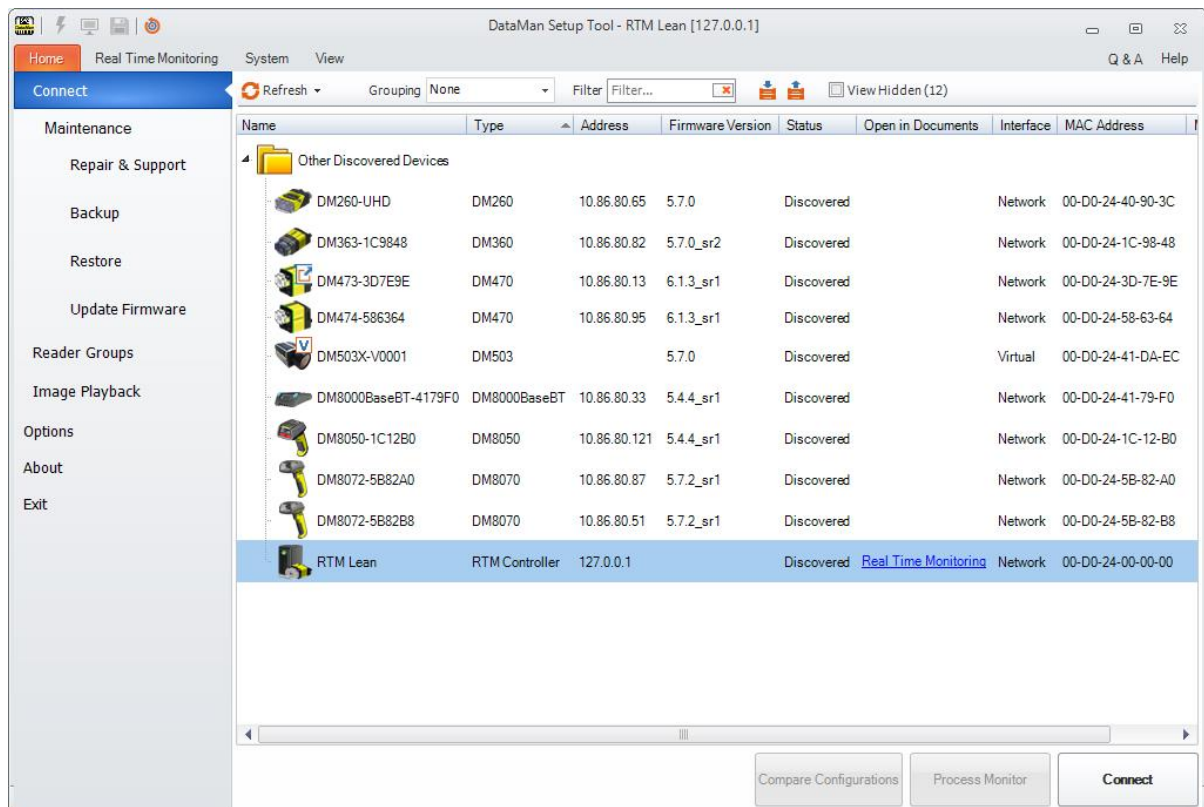 DataMan
DataMan Setup Tool - RTM Lean [127.0.0.1]
Home Real Time Monitoring System View Q & A Help
Connect
Maintenance
Repair & Support
Backup
Restore
Update Firmware
Reader Groups
Image Playback
Options
About
Exit
Refresh Grouping None Filter Filter... View Hidden (12)
Name Type Address Firmware Version Status Open in Documents Interface MAC Address
Other Discovered Devices
DM260-UHD DM260 10.86.80.65 5.7.0 Discovered Network 00-D0-24-40-90-3C
DM363-1C9848 DM360 10.86.80.82 5.7.0_sr2 Discovered Network 00-D0-24-1C-98-48
DM473-3D7E9E DM470 10.86.80.13 6.1.3_sr1 Discovered Network 00-D0-24-3D-7E-9E
DM474-586364 DM470 10.86.80.95 6.1.3_sr1 Discovered Network 00-D0-24-58-63-64
V DM503X-V0001 DM503 5.7.0 Discovered Virtual 00-D0-24-41-DA-EC
DM8000BaseBT-4179F0 DM8000BaseBT 10.86.80.33 5.4.4_sr1 Discovered Network 00-D0-24-41-79-F0
DM8050-1C12B0 DM8050 10.86.80.121 5.4.4_sr1 Discovered Network 00-D0-24-1C-12-B0
DM8072-5B82A0 DM8070 10.86.80.87 5.7.2_sr1 Discovered Network 00-D0-24-5B-82-A0
DM8072-5B82B8 DM8070 10.86.80.51 5.7.2_sr1 Discovered Network 00-D0-24-5B-82-B8
RTM Lean RTM Controller 127.0.0.1 Discovered Real Time Monitoring Network 00-D0-24-00-00-00
Compare Configurations Process Monitor Connect